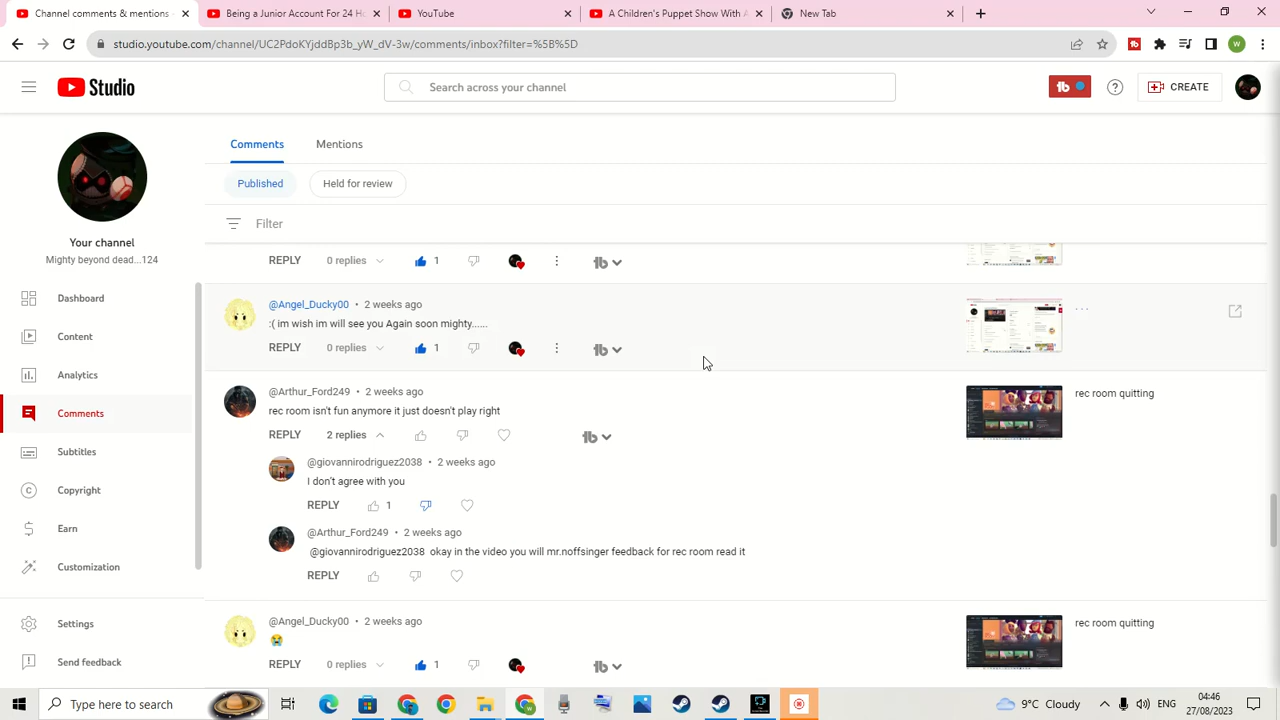 Channel comments & mentions
Being a Junior Account For 24 H
YouTube
A Children's Puppet Show With A
New Tab
studio.youtube.com/channel/UC2PdoKYjddBp3b_yW_dV-3w/comments/inbox?filter=%5B%5D
W
Studio
Search across your channel
CREATE
Your channel
Mighty beyond dead...124
Dashboard
Content
Analytics
Comments
Subtitles
Copyright
Earn
Customization
Settings
Send feedback
Comments
Mentions
Published
Held for review
Filter
REPLY 0 replies 1
@Angel_Ducky00 • 2 weeks ago
will see you Again soon mighty......
REPLY replies 1
· · ·
@Arthur_Ford249 • 2 weeks ago
rec room isn't fun anymore it just doesn't play right
REPLY 2 replies
rec room quitting
@giovannirodriguez2038 • 2 weeks ago
I don't agree with you
REPLY 1
@Arthur_Ford249 • 2 weeks ago
@giovannirodriguez2038 okay in the video you will mr.noffsinger feedback for rec room read it
REPLY
@Angel_Ducky00 • 2 weeks ago
REPLY 0 replies 1
rec room quitting
Type here to search
9°C Cloudy
ENG
04:46
27/08/2023